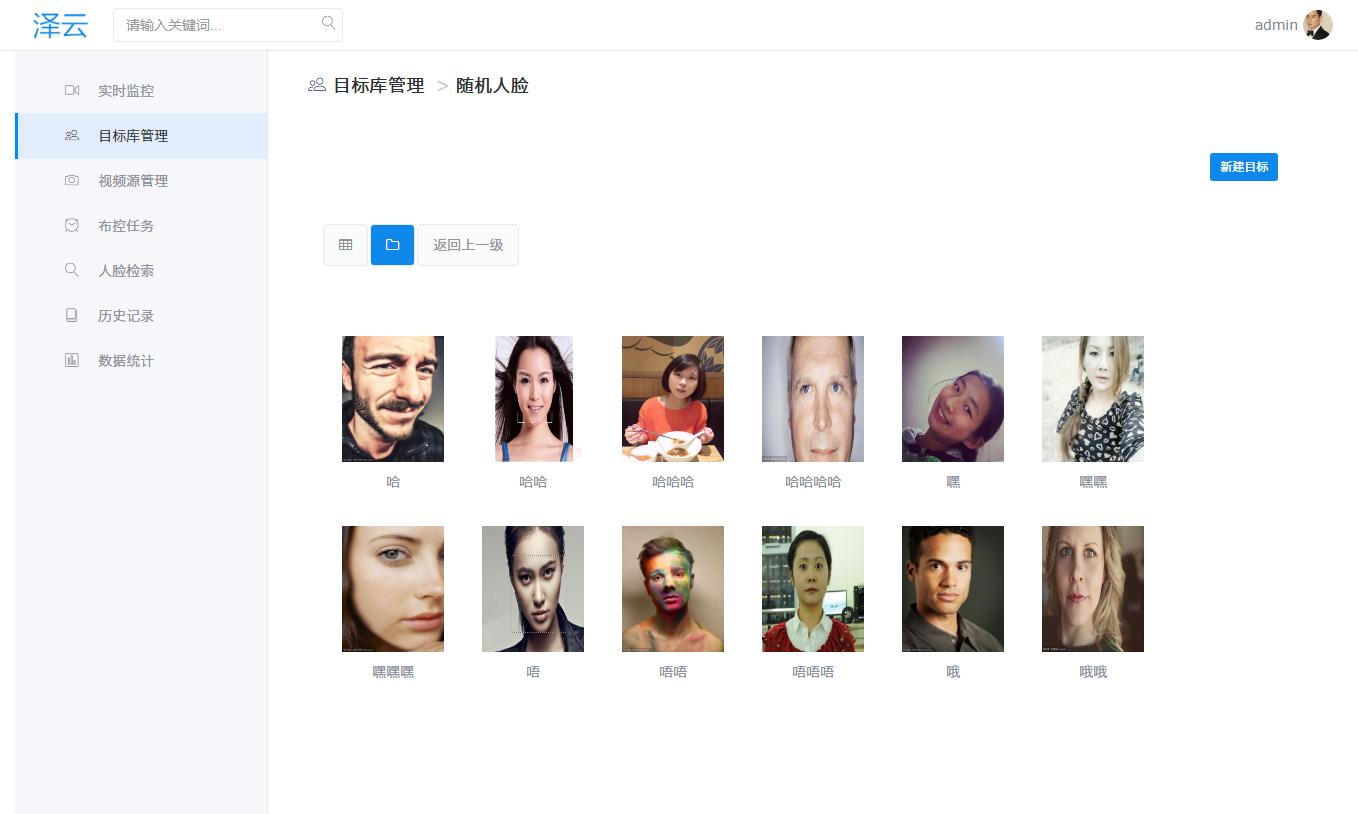 泽云
请输入关键词...
admin
实时监控
目标库管理
视频源管理
布控任务
人脸检索
历史记录
数据统计
目标库管理 > 随机人脸
新建目标
返回上一级
哈
哈哈
哈哈哈
哈哈哈哈
嘿
嘿嘿
嘿嘿嘿
唔
唔唔
唔唔唔
哦
哦哦